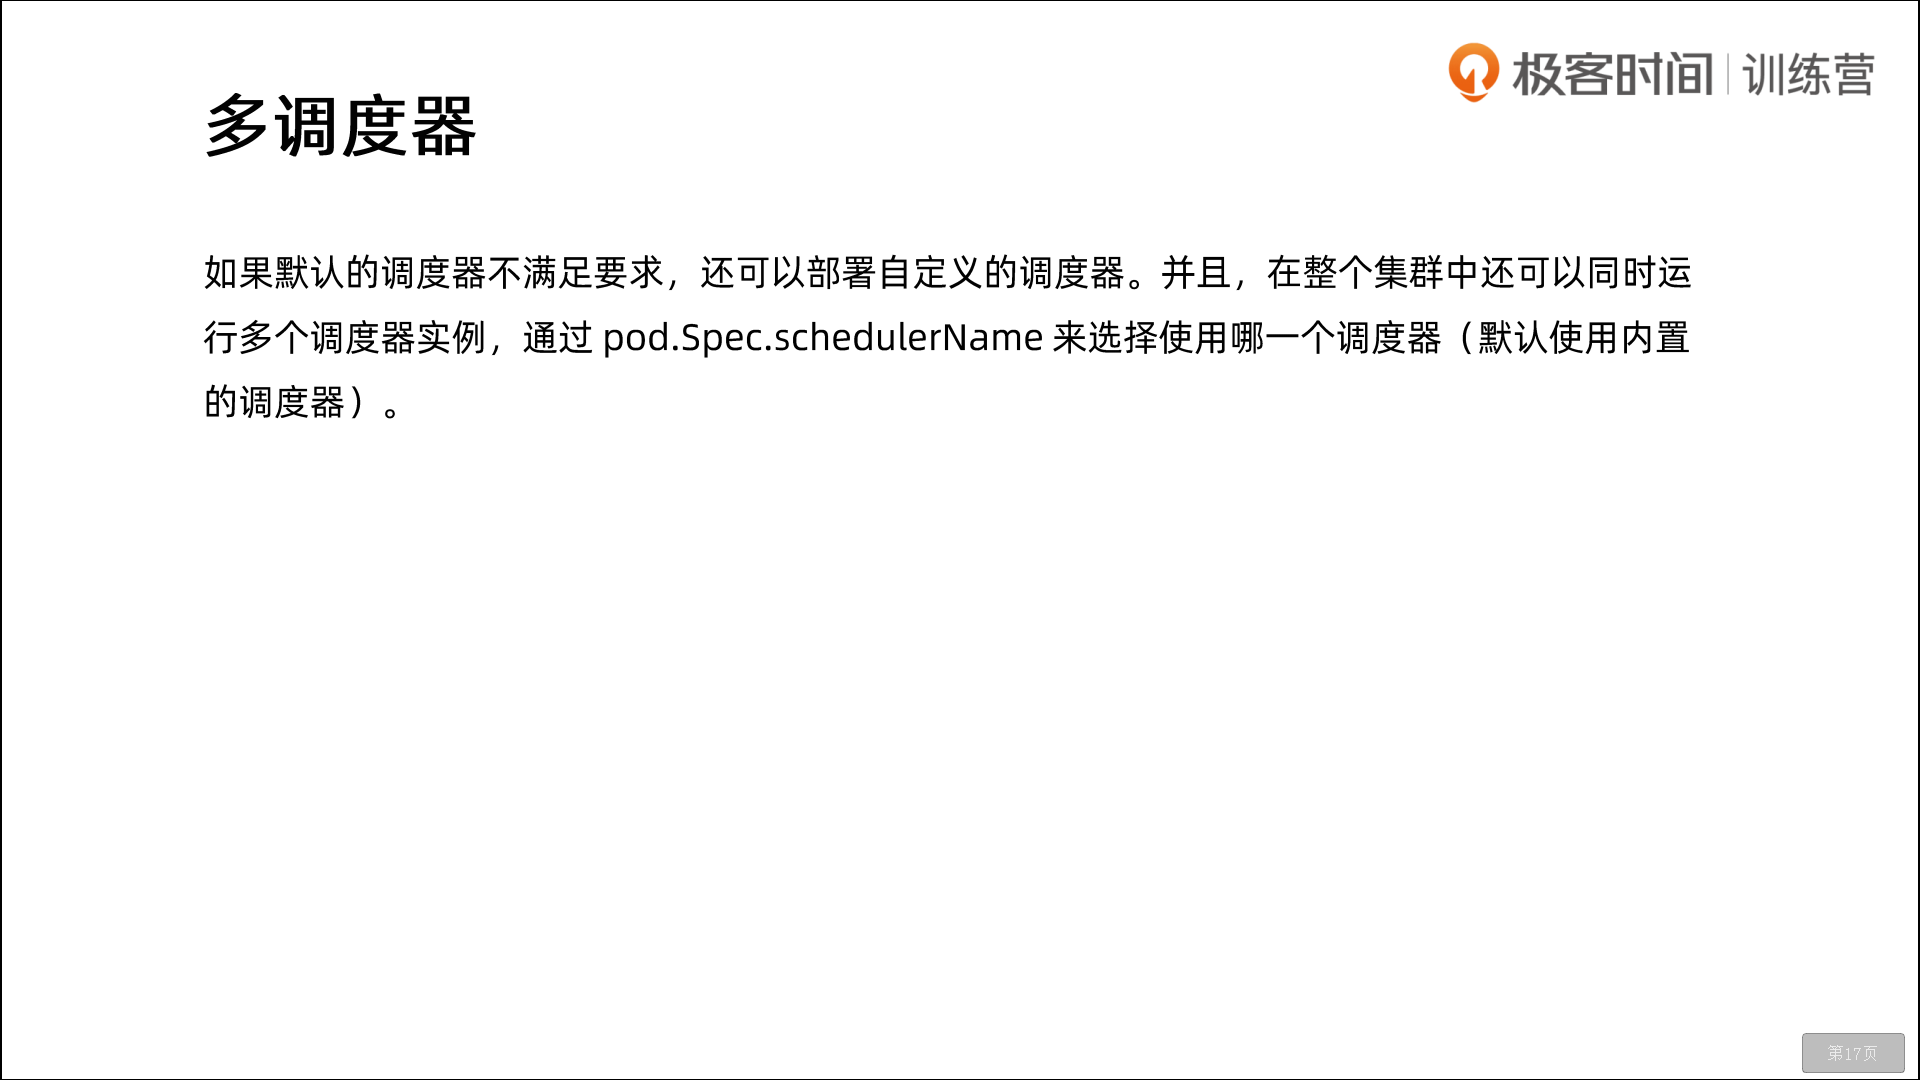 极客时间 | 训练营
多调度器
如果默认的调度器不满足要求，还可以部署自定义的调度器。并且，在整个集群中还可以同时运
行多个调度器实例，通过 pod.Spec.schedulerName 来选择使用哪一个调度器（默认使用内置
的调度器）。
第17页